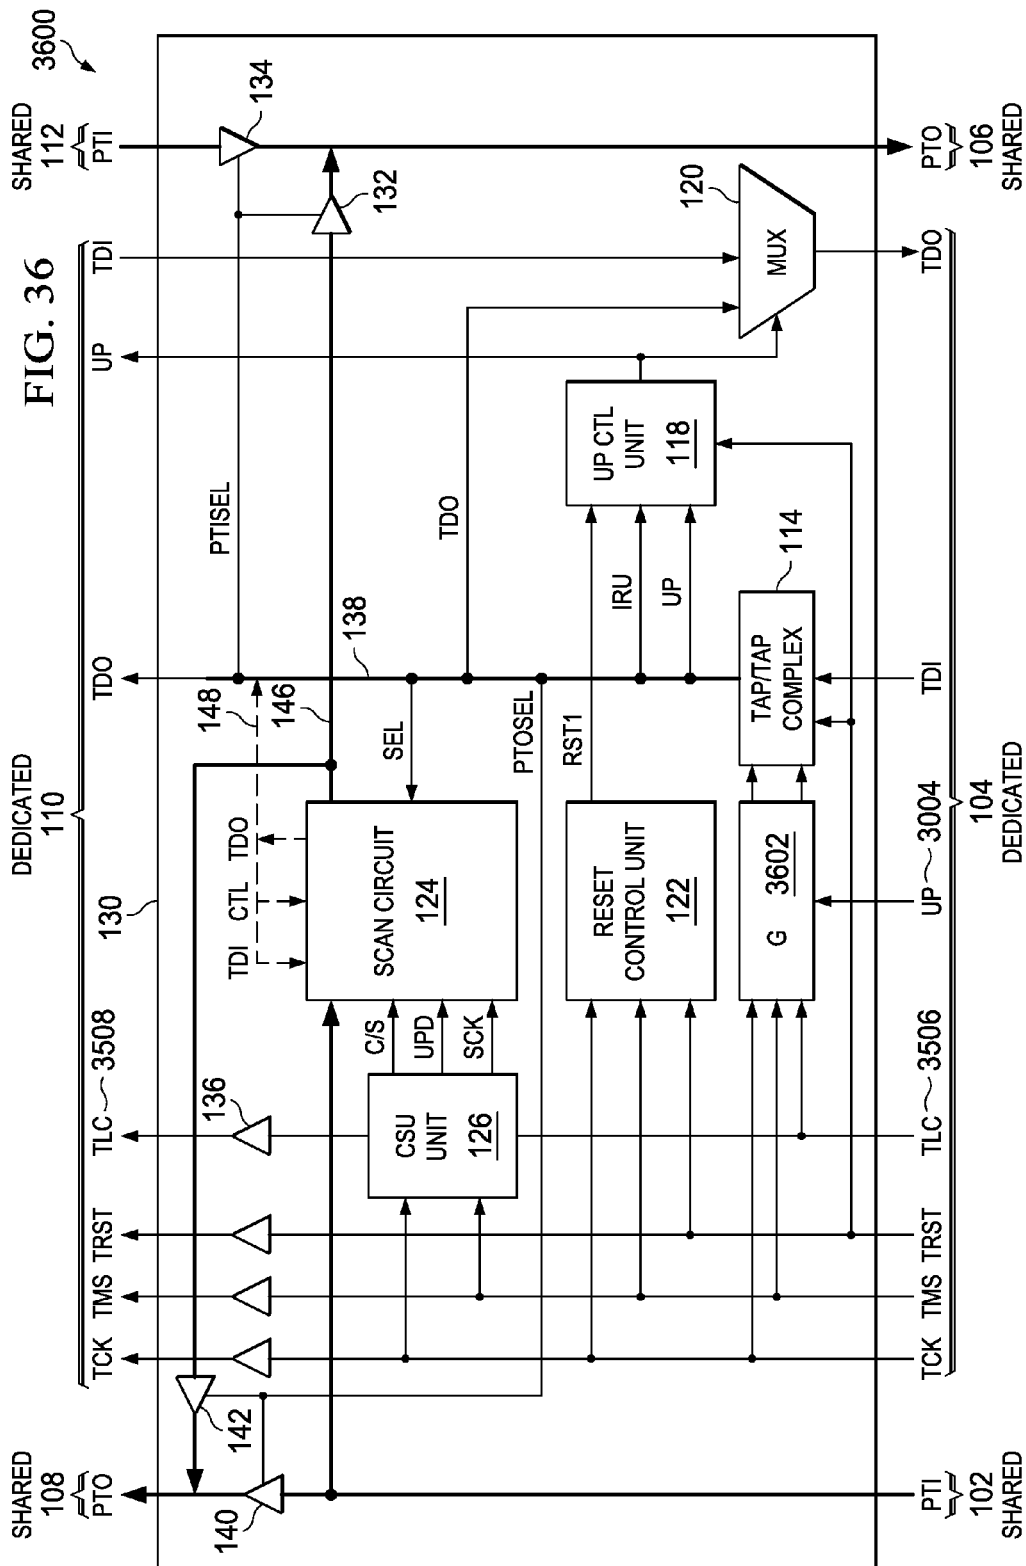 FIG. 36
3600
SHARED
108
PTO
DEDICATED
110
TCK
TMS
TRST
TLC
3508
TDO
UP
TDI
SHARED
112
PTI
130
142
140
136
148
146
138
134
132
PTISEL
TDI
CTL
TDO
SCAN CIRCUIT
124
SEL
C/S
UPD
SCK
CSU
UNIT
126
TDO
PTOSEL
RST1
RESET
CONTROL UNIT
122
IRU
UP
UP CTL
UNIT
118
120
MUX
G
3602
TAP/TAP
COMPLEX
114
PTI
102
SHARED
TCK
TMS
TRST
TLC
3506
UP
3004
TDI
TDO
104
DEDICATED
PTO
106
SHARED